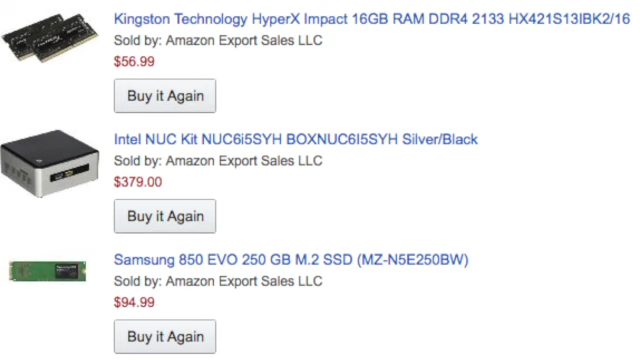 Kingston Technology HyperX Impact 16GB RAM DDR4 2133 HX421S13IBK2/16
Sold by: Amazon Export Sales LLC
$56.99
Buy it Again
Intel NUC Kit NUC6i5SYH BOXNUC6I5SYH Silver/Black
Sold by: Amazon Export Sales LLC
$379.00
Buy it Again
Samsung 850 EVO 250 GB M.2 SSD (MZ-N5E250BW)
Sold by: Amazon Export Sales LLC
$94.99
Buy it Again